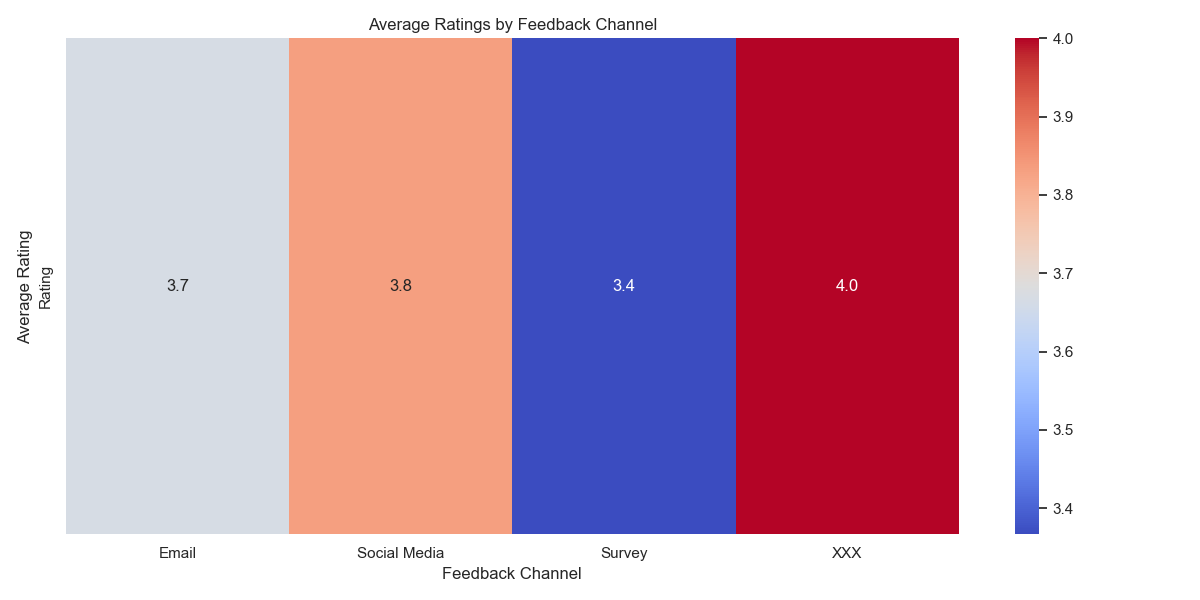 Average Ratings by Feedback Channel
Average Rating
Rating
3.7
3.8
3.4
4.0
Email
Social Media
Survey
XXX
Feedback Channel
4.0
3.9
3.8
3.7
3.6
3.5
3.4